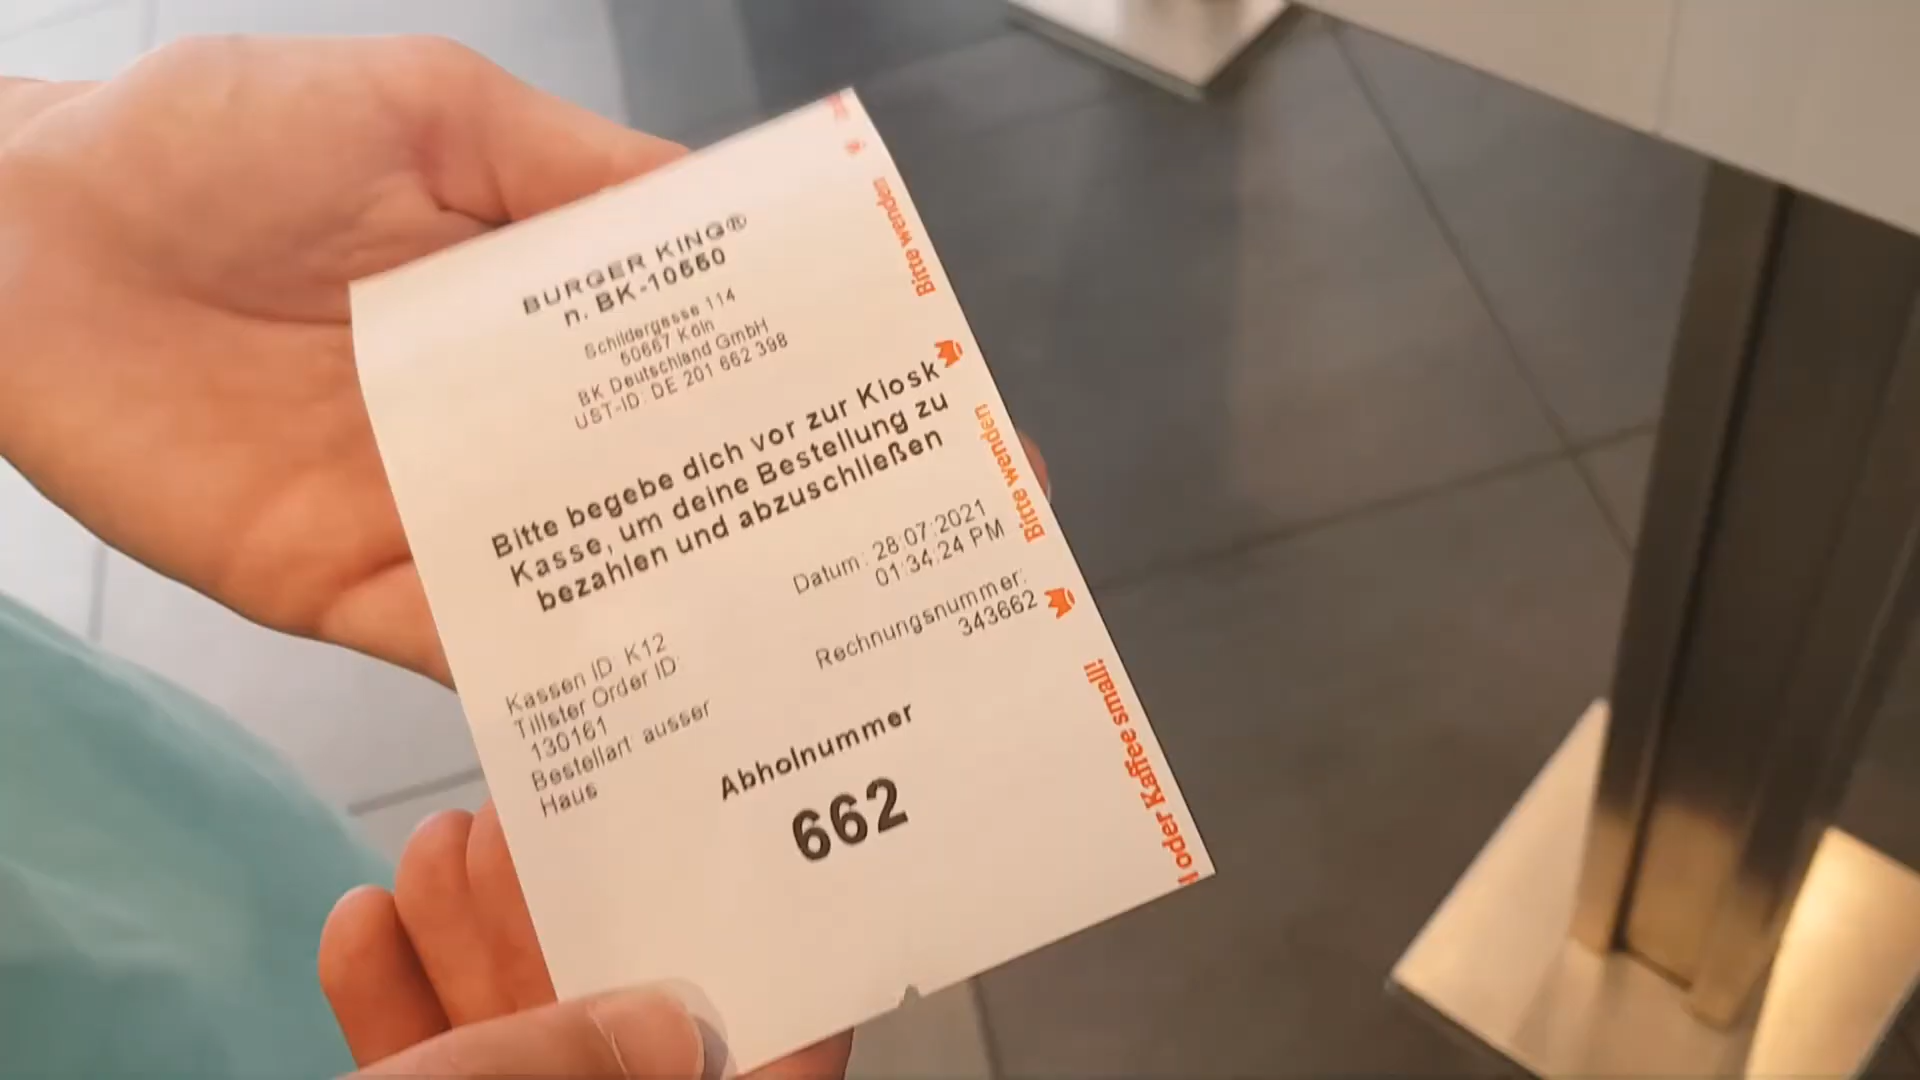 BURGER KING®
n. BK-10550
Schildergasse 114
50667 Köln
BK Deutschland GmbH
UST-ID: DE 201 662 398
Bitte begebe dich vor zur Kiosk
Kasse, um deine Bestellung zu
bezahlen und abzuschließen
Datum: 28.07.2021
01:34:24 PM
Rechnungsnummer:
343662
Kassen ID: K12
Tillster Order ID:
130161
Bestellart: ausser
Haus
Abholnummer
662
Bitte wenden
Bitte wenden
oder Kaffee small!